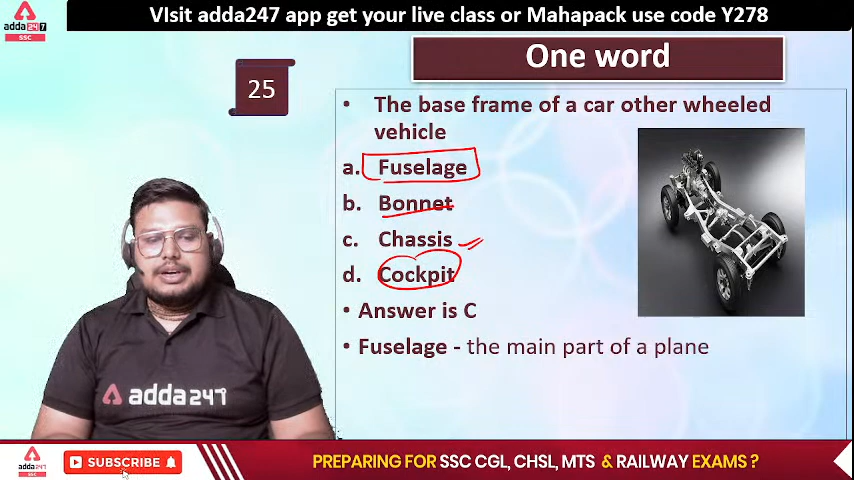 VIsit adda247 app get your live class or Mahapack use code Y278
adda247
SSC
One word
25
• The base frame of a car other wheeled
vehicle
a. Fuselage
b. Bonnet
c. Chassis
d. Cockpit
• Answer is C
• Fuselage - the main part of a plane
adda247
adda247
SSC
SUBSCRIBE
PREPARING FOR SSC CGL, CHSL, MTS & RAILWAY EXAMS ?